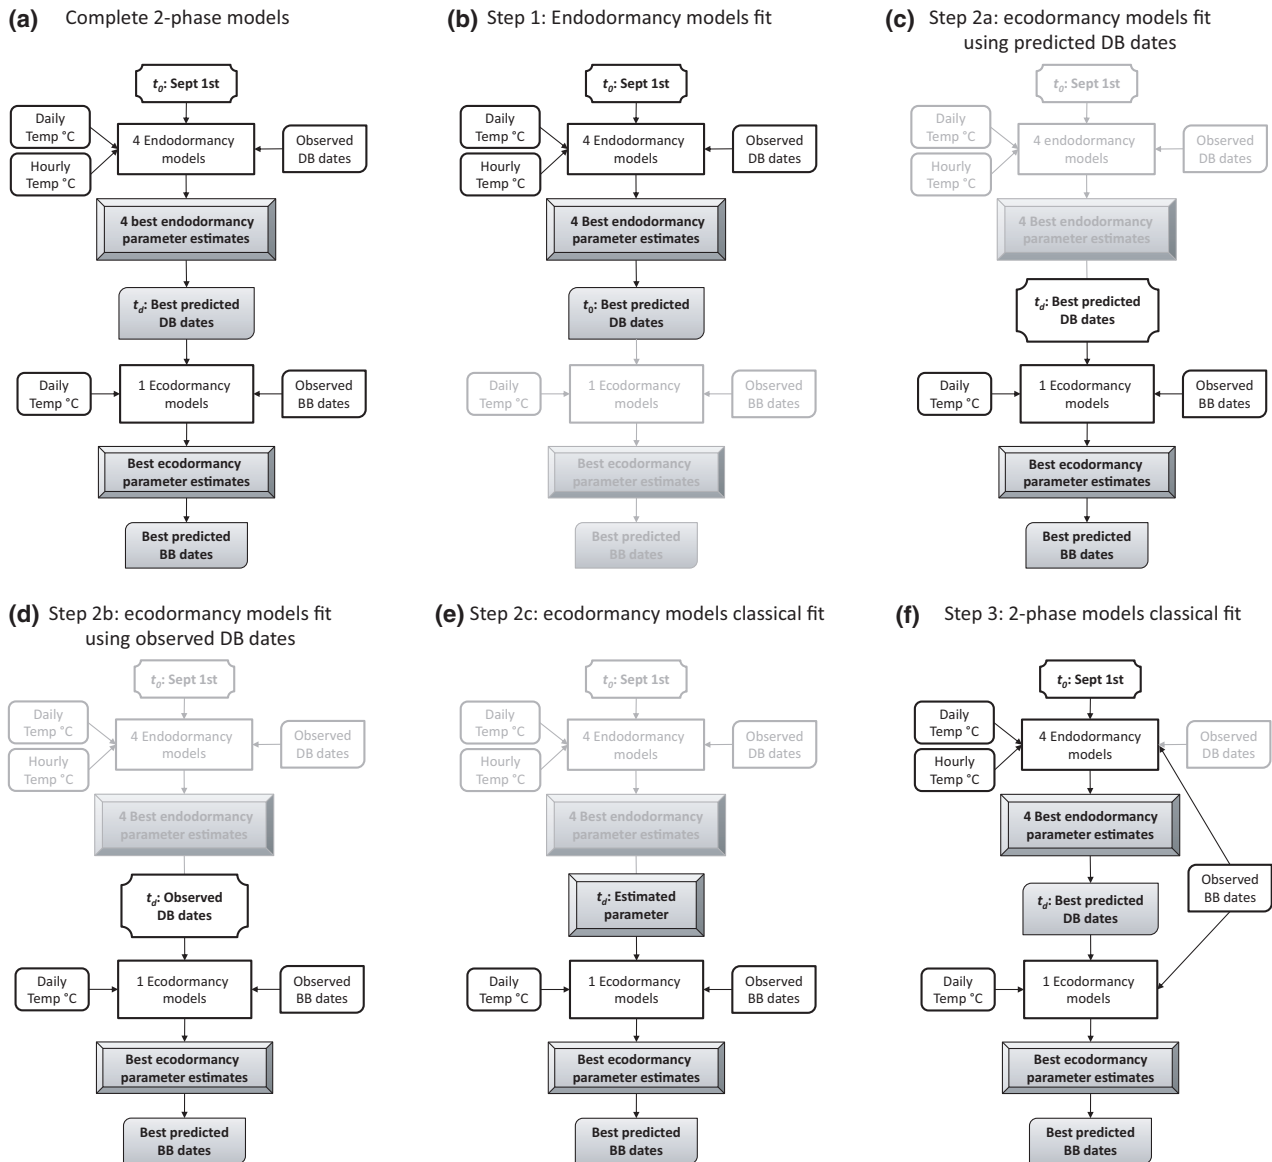 (a) Complete 2-phase models
t0: Sept 1st
Daily
Temp °C
Hourly
Temp °C
4 Endodormancy
models
Observed
DB dates
4 best endodormancy
parameter estimates
td: Best predicted
DB dates
Daily
Temp °C
1 Ecodormancy
models
Observed
BB dates
Best ecodormancy
parameter estimates
Best predicted
BB dates
(b) Step 1: Endodormancy models fit
t0: Sept 1st
Daily
Temp °C
Hourly
Temp °C
4 Endodormancy
models
Observed
DB dates
4 Best endodormancy
parameter estimates
t0: Best predicted
DB dates
Daily
Temp °C
1 Ecodormancy
models
Observed
BB dates
Best ecodormancy
parameter estimates
Best predicted
BB dates
(c) Step 2a: ecodormancy models fit
using predicted DB dates
t0: Sept 1st
Daily
Temp °C
Hourly
Temp °C
4 endodormancy
models
Observed
DB dates
4 Best endodormancy
parameter estimates
td: Best predicted
DB dates
Daily
Temp °C
1 Ecodormancy
models
Observed
BB dates
Best ecodormancy
parameter estimates
Best predicted
BB dates
(d) Step 2b: ecodormancy models fit
using observed DB dates
t0: Sept 1st
Daily
Temp °C
Hourly
Temp °C
4 Endodormancy
models
Observed
DB dates
4 Best endodormancy
parameter estimates
td: Observed
DB dates
Daily
Temp °C
1 Ecodormancy
models
Observed
BB dates
Best ecodormancy
parameter estimates
Best predicted
BB dates
(e) Step 2c: ecodormancy models classical fit
t0: Sept 1st
Daily
Temp °C
Hourly
Temp °C
4 Endodormancy
models
Observed
DB dates
4 Best endodormancy
parameter estimates
td: Estimated
parameter
Daily
Temp °C
1 Ecodormancy
models
Observed
BB dates
Best ecodormancy
parameter estimates
Best predicted
BB dates
(f) Step 3: 2-phase models classical fit
t0: Sept 1st
Daily
Temp °C
Hourly
Temp °C
4 Endodormancy
models
Observed
DB dates
4 Best endodormancy
parameter estimates
Observed
BB dates
td: Best predicted
DB dates
Daily
Temp °C
1 Ecodormancy
models
Best ecodormancy
parameter estimates
Best predicted
BB dates